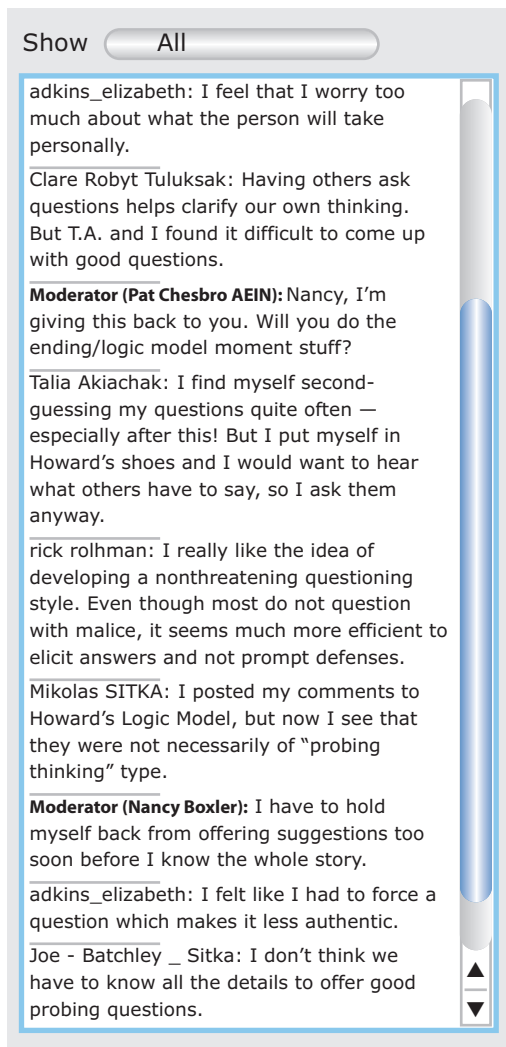 Show All
adkins_elizabeth: I feel that I worry too
much about what the person will take
personally.
Clare Robyt Tuluksak: Having others ask
questions helps clarify our own thinking.
But T.A. and I found it difficult to come up
with good questions.
Moderator (Pat Chesbro AEIN): Nancy, I’m
giving this back to you. Will you do the
ending/logic model moment stuff?
Talia Akiachak: I find myself second-
guessing my questions quite often —
especially after this! But I put myself in
Howard’s shoes and I would want to hear
what others have to say, so I ask them
anyway.
rick rolhman: I really like the idea of
developing a nonthreatening questioning
style. Even though most do not question
with malice, it seems much more efficient to
elicit answers and not prompt defenses.
Mikolas SITKA: I posted my comments to
Howard’s Logic Model, but now I see that
they were not necessarily of “probing
thinking” type.
Moderator (Nancy Boxler): I have to hold
myself back from offering suggestions too
soon before I know the whole story.
adkins_elizabeth: I felt like I had to force a
question which makes it less authentic.
Joe - Batchley _ Sitka: I don’t think we
have to know all the details to offer good
probing questions.